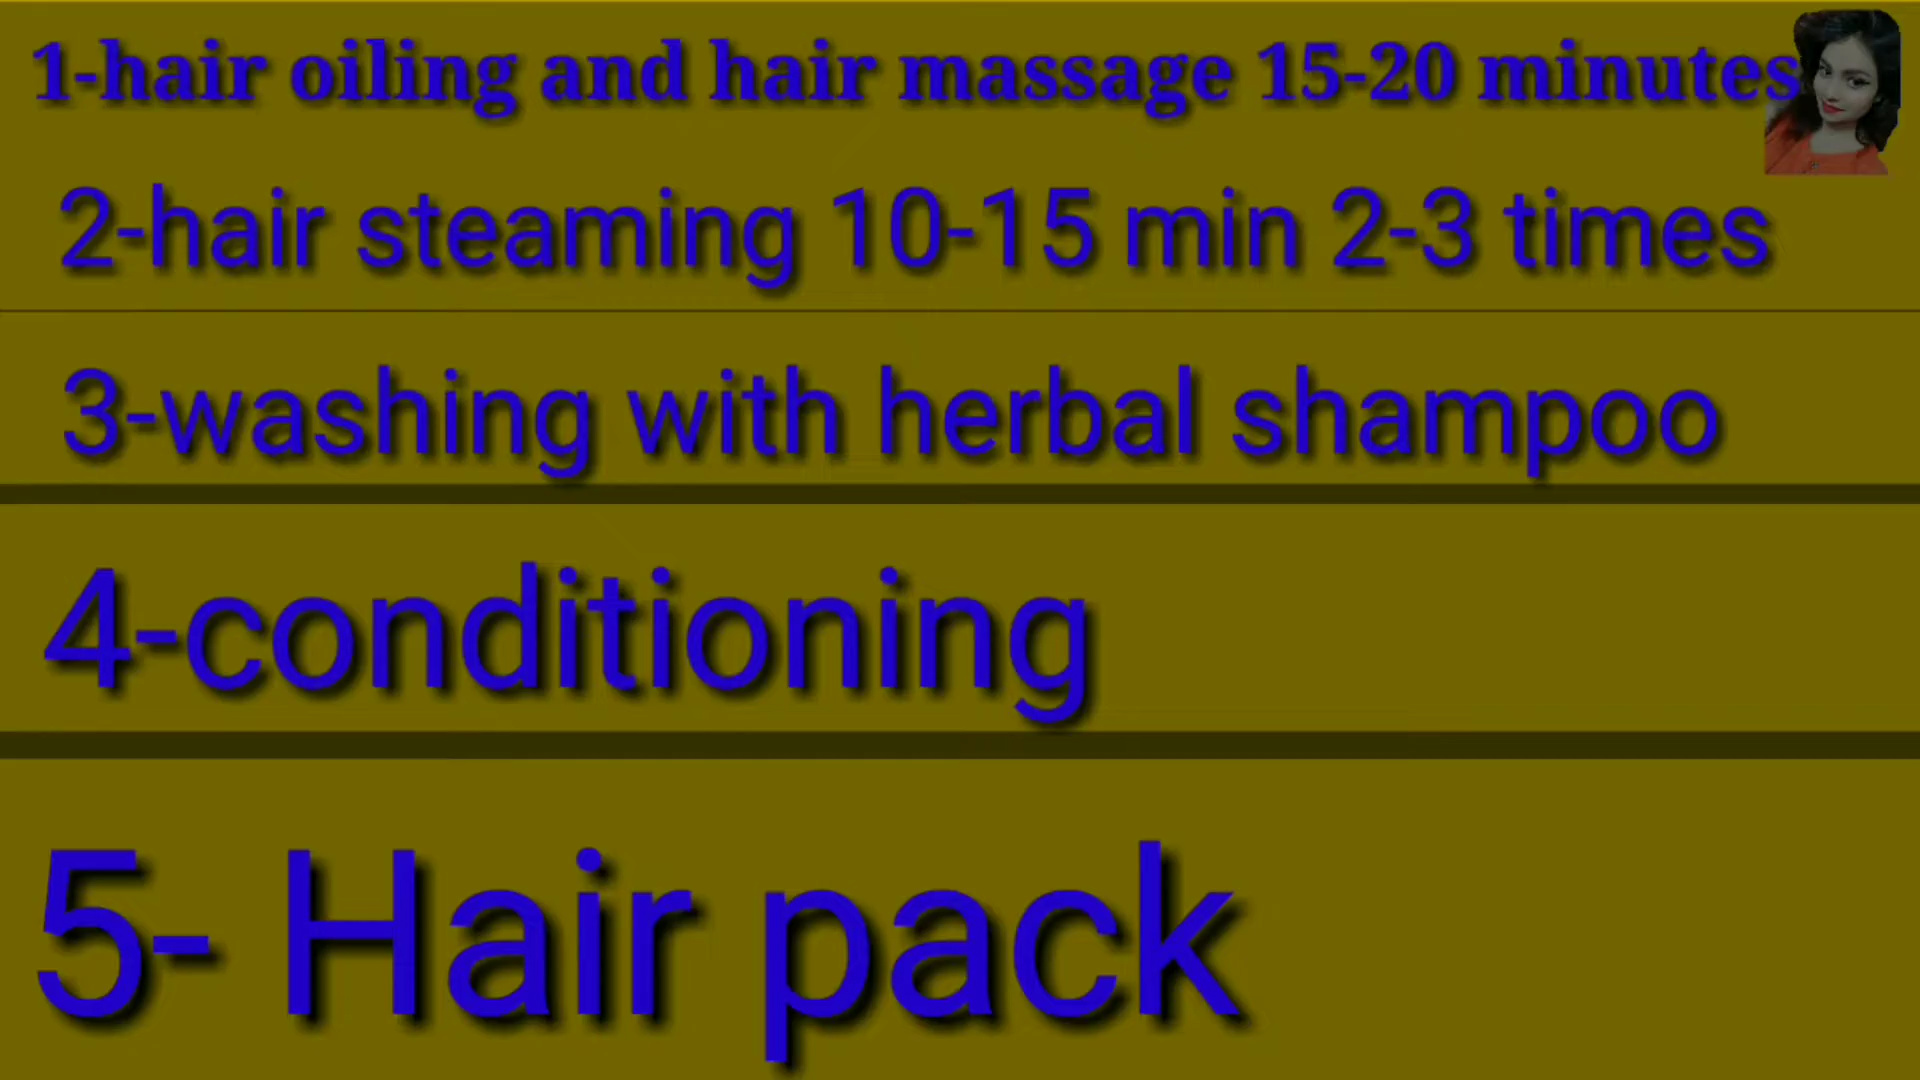 1-hair oiling and hair massage 15-20 minutes
2-hair steaming 10-15 min 2-3 times
3-washing with herbal shampoo
4-conditioning
5- Hair pack